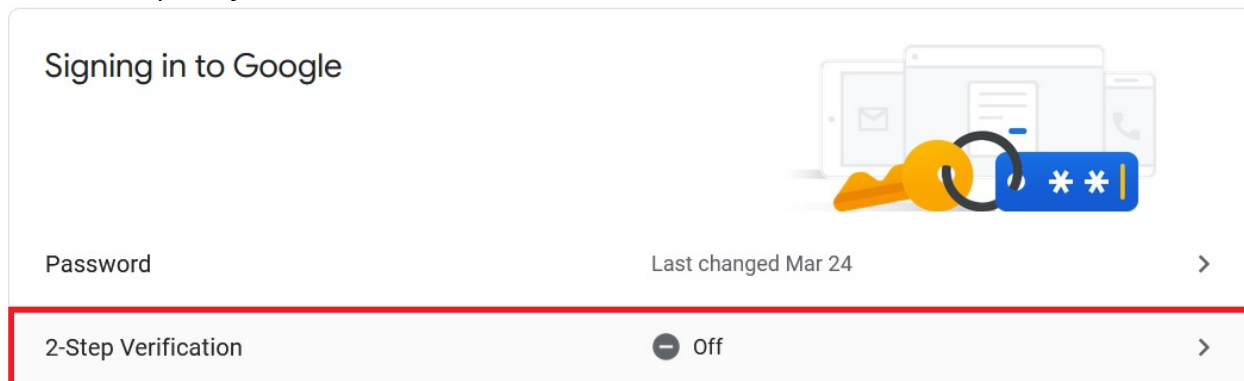 Signing in to Google
**
Password Last changed Mar 24
2-Step Verification Off